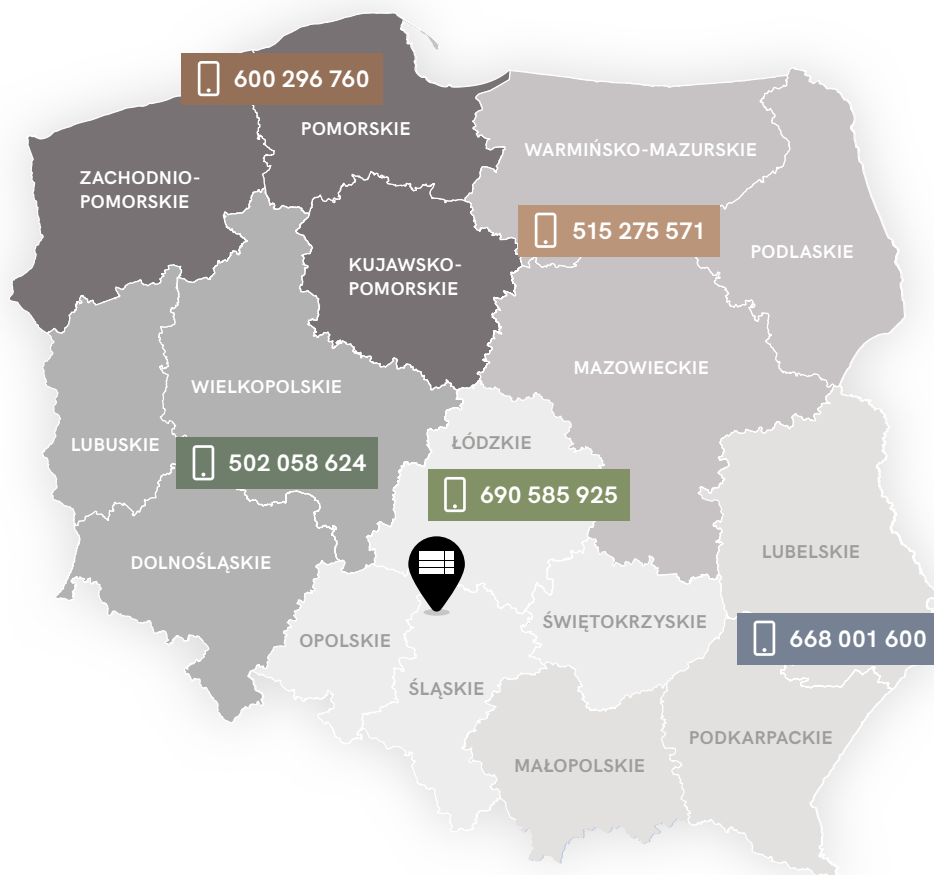 600 296 760
POMORSKIE
WARMIŃSKO-MAZURSKIE
ZACHODNIO-
POMORSKIE
515 275 571
PODLASKIE
KUJAWSKO-
POMORSKIE
MAZOWIECKIE
WIELKOPOLSKIE
LUBUSKIE
ŁÓDZKIE
502 058 624
690 585 925
LUBELSKIE
DOLNOŚLĄSKIE
ŚWIĘTOKRZYSKIE
OPOLSKIE
668 001 600
ŚLĄSKIE
PODKARPACKIE
MAŁOPOLSKIE